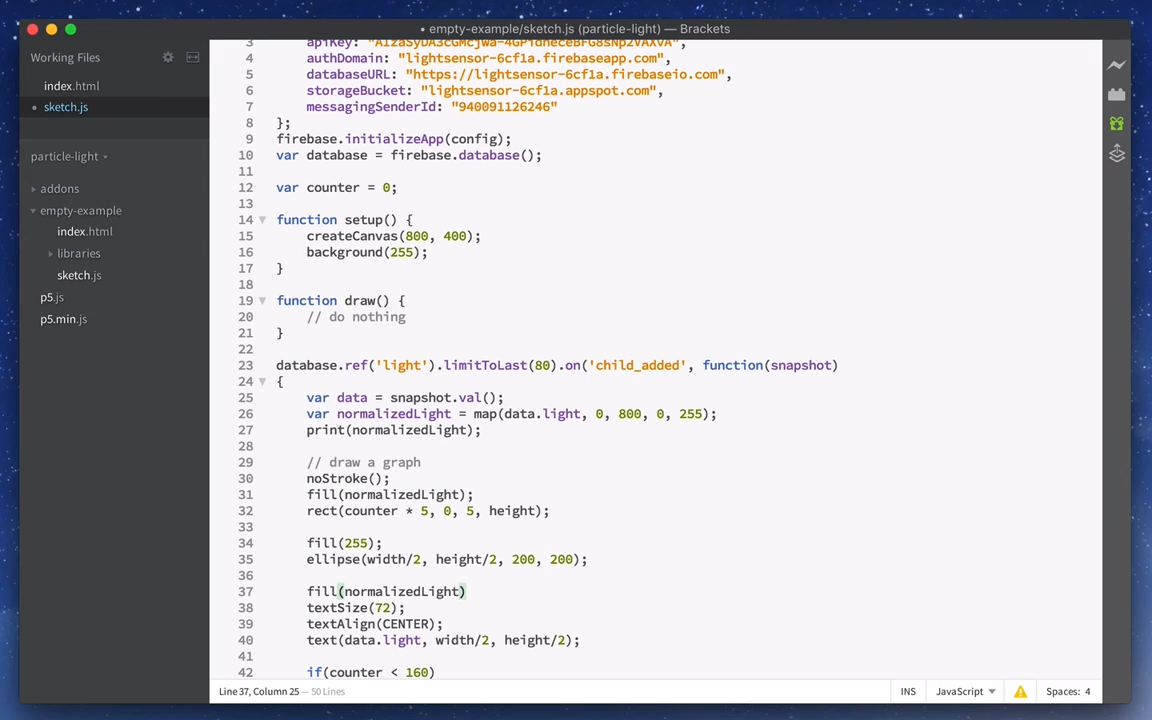 empty-example/sketch.js (particle-light) — Brackets
Working Files
index.html
sketch.js
particle-light
addons
empty-example
index.html
libraries
sketch.js
p5.js
p5.min.js
3 apiKey:
4 authDomain: "lightsensor-6cf1a.firebaseapp.com",
5 databaseURL: "https://lightsensor-6cf1a.firebaseio.com",
6 storageBucket: "lightsensor-6cf1a.appspot.com",
7 messagingSenderId: "940091126246"
8 };
9 firebase.initializeApp(config);
10 var database = firebase.database();
11
12 var counter = 0;
13
14 function setup() {
15 createCanvas(800, 400);
16 background(255);
17 }
18
19 function draw() {
20 // do nothing
21 }
22
23 database.ref('light').limitToLast(80).on('child_added', function(snapshot)
24 {
25 var data = snapshot.val();
26 var normalizedLight = map(data.light, 0, 800, 0, 255);
27 print(normalizedLight);
28
29 // draw a graph
30 noStroke();
31 fill(normalizedLight);
32 rect(counter * 5, 0, 5, height);
33
34 fill(255);
35 ellipse(width/2, height/2, 200, 200);
36
37 fill(normalizedLight)
38 textSize(72);
39 textAlign(CENTER);
40 text(data.light, width/2, height/2);
41
42 if(counter < 160)
Line 37, Column 25 — 50 Lines
INS
JavaScript
Spaces: 4